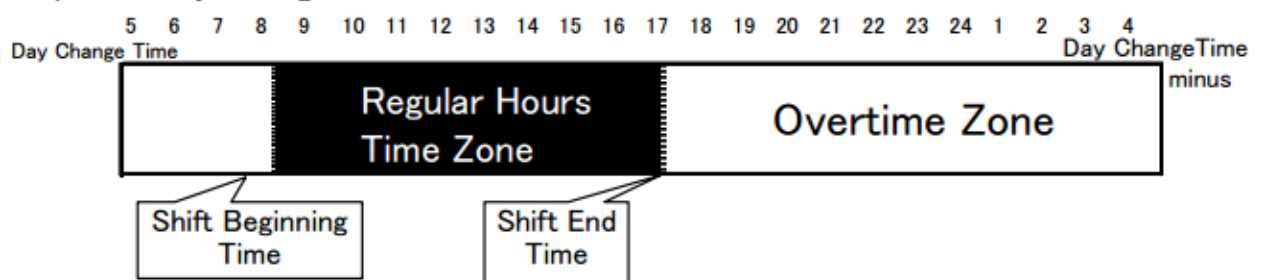 5 6 7 8 9 10 11 12 13 14 15 16 17 18 19 20 21 22 23 24 1 2 3 4
Day Change Time
Day ChangeTime
minus
Regular Hours
Time Zone
Overtime Zone
Shift Beginning
Time
Shift End
Time